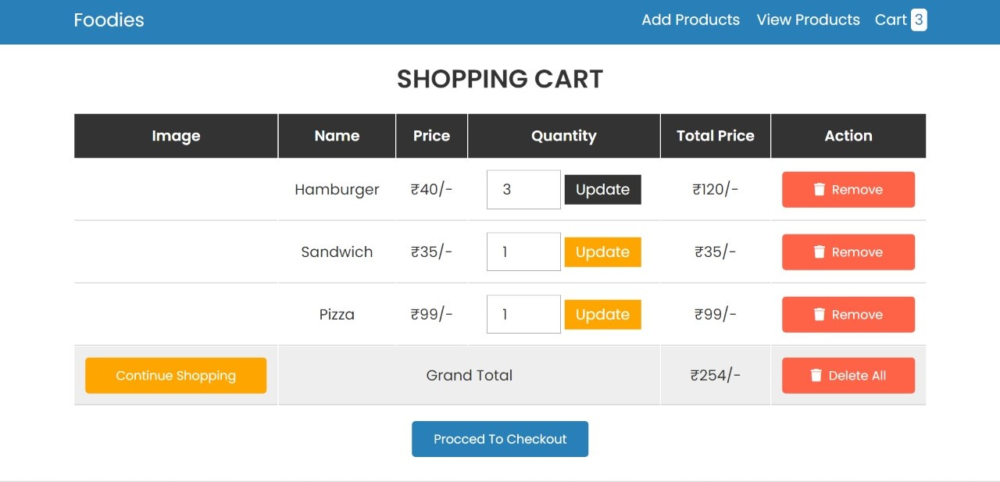 Foodies Add Products View Products Cart 3
SHOPPING CART
Image Name Price Quantity Total Price Action
Hamburger ₹40/- 3 Update ₹120/- Remove
Sandwich ₹35/- 1 Update ₹35/- Remove
Pizza ₹99/- 1 Update ₹99/- Remove
Continue Shopping Grand Total ₹254/- Delete All
Procced To Checkout